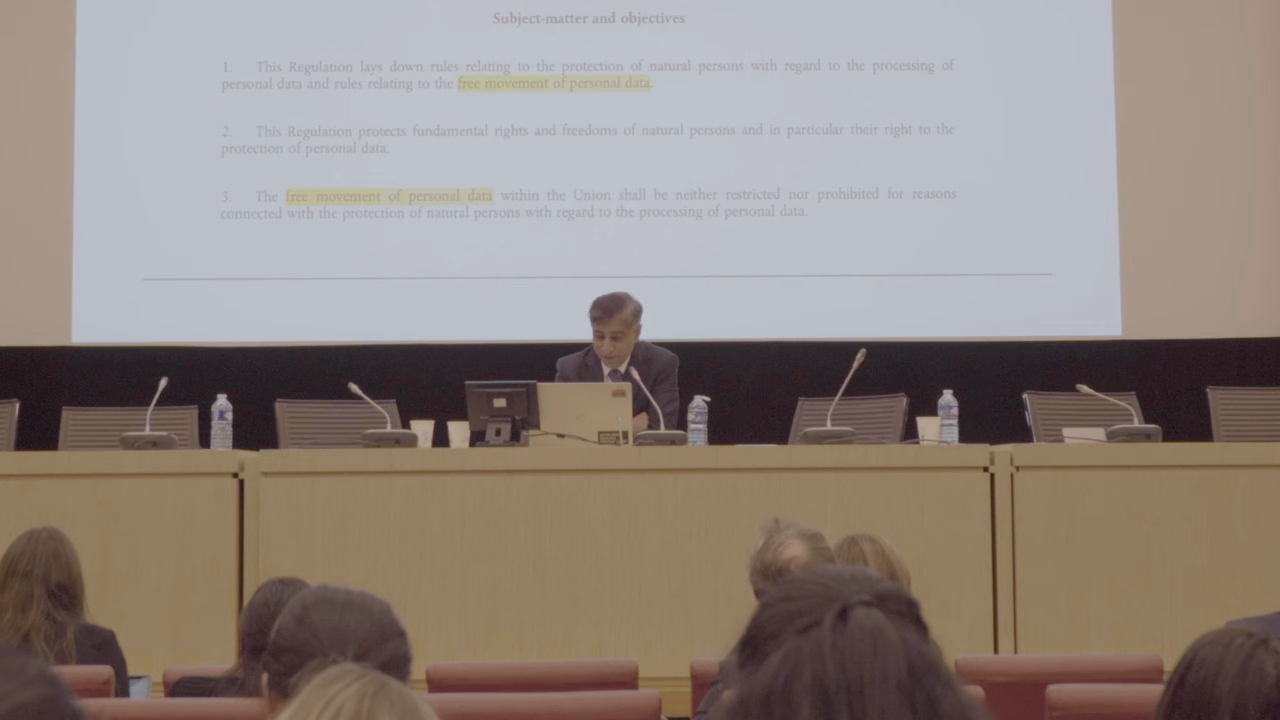 Subject-matter and objectives
1. This Regulation lays down rules relating to the protection of natural persons with regard to the processing of
personal data and rules relating to the free movement of personal data.
2. This Regulation protects fundamental rights and freedoms of natural persons and in particular their right to the
protection of personal data.
3. The free movement of personal data within the Union shall be neither restricted nor prohibited for reasons
connected with the protection of natural persons with regard to the processing of personal data.